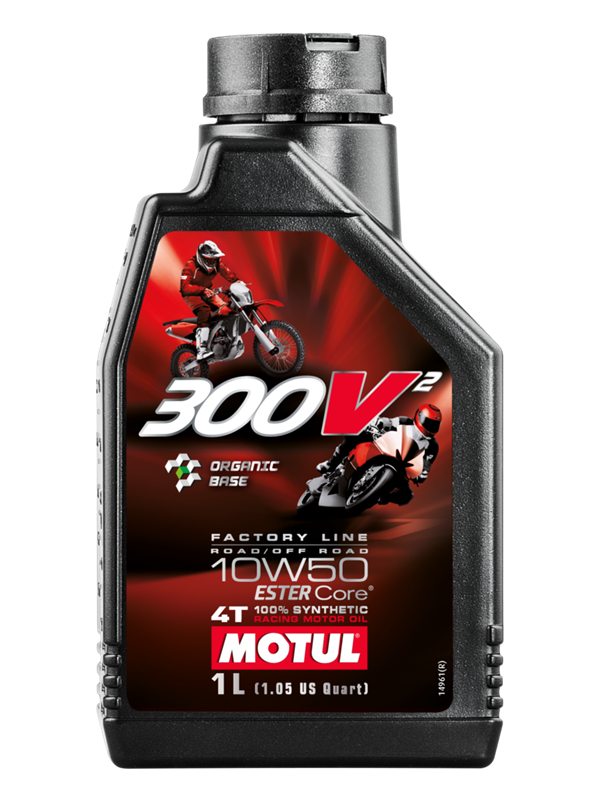 300V²
ORGANIC
BASE
FACTORY LINE
ROAD/OFF ROAD
10W50
ESTER Core®
4T 100% SYNTHETIC
RACING MOTOR OIL
MOTUL
1L (1.05 US Quart)
14961(R)